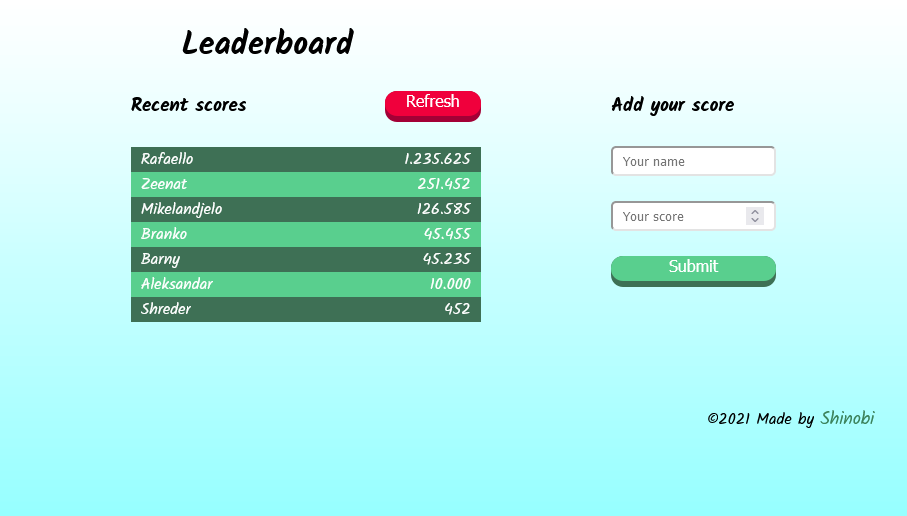 Leaderboard
Recent scores
Refresh
Rafaello 1.235.625
Zeenat 251.452
Mikelandjelo 126.585
Branko 45.455
Barny 45.235
Aleksandar 10.000
Shreder 452
Add your score
Your name
Your score
Submit
©2021 Made by Shinobi